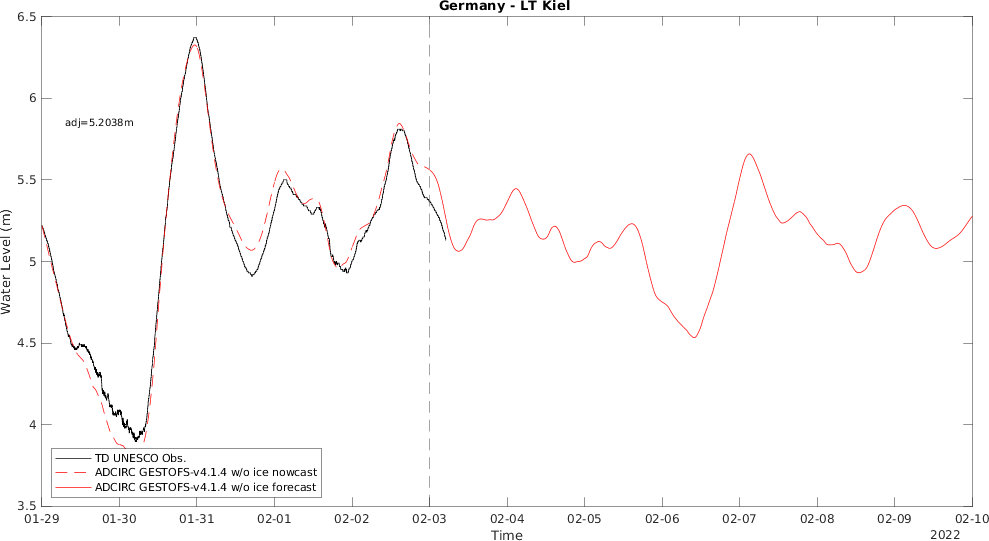 Germany - LT Kiel
6.5
6
5.5
5
4.5
4
3.5
Water Level (m)
adj=5.2038m
TD UNESCO Obs.
ADCIRC GESTOFS-v4.1.4 w/o ice nowcast
ADCIRC GESTOFS-v4.1.4 w/o ice forecast
01-29 01-30 01-31 02-01 02-02 02-03 02-04 02-05 02-06 02-07 02-08 02-09 02-10
Time
2022